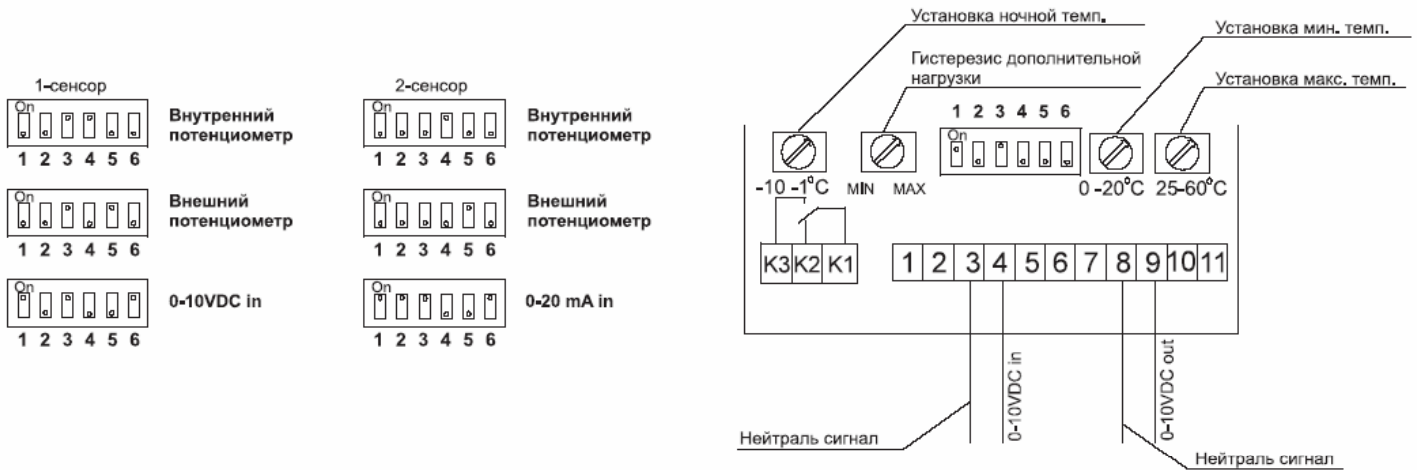 1-сенсор
On
Внутренний
потенциометр
1 2 3 4 5 6
On
Внешний
потенциометр
1 2 3 4 5 6
On
0-10VDC in
1 2 3 4 5 6
2-сенсор
On
Внутренний
потенциометр
1 2 3 4 5 6
On
Внешний
потенциометр
1 2 3 4 5 6
On
0-20 mA in
1 2 3 4 5 6
Установка ночной темп.
Установка мин. темп.
Гистерезис дополнительной
нагрузки
Установка макс. темп.
1 2 3 4 5 6
On
-10 -1°C
MIN MAX
0 -20°C
25-60°C
K3 K2 K1
1 2 3 4 5 6 7 8 9 10 11
0-10VDC in
0-10VDC out
Нейтраль сигнал
Нейтраль сигнал